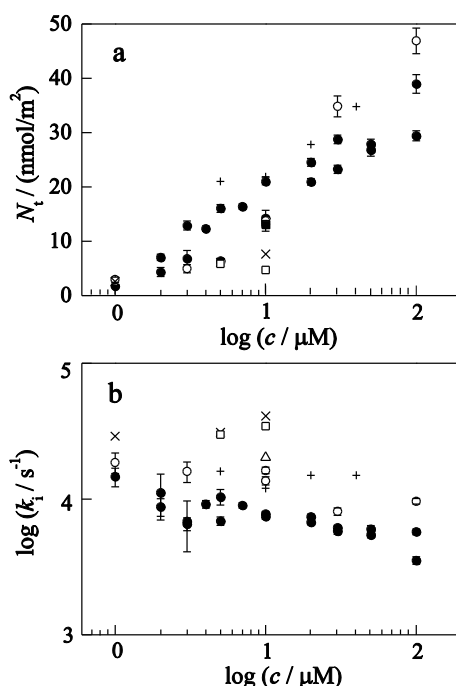 a
N_t / (nmol/m²)
50
40
30
20
10
0
0 1 2
log (c / μM)
b
log (k_i / s⁻¹)
5
4
3
0 1 2
log (c / μM)